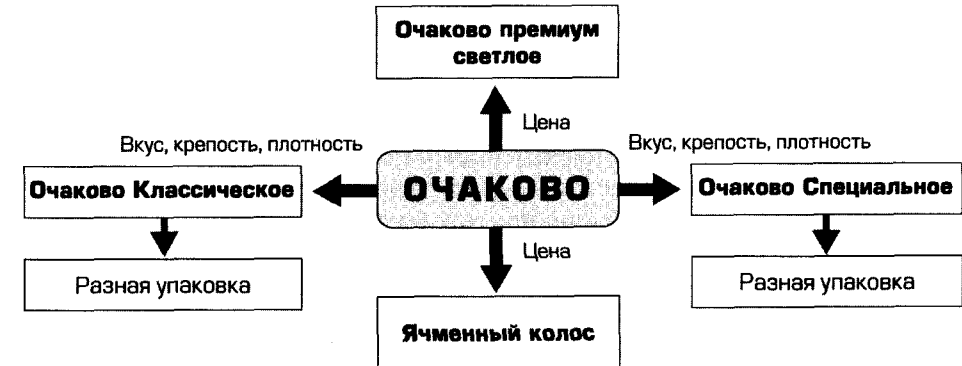 Очаково премиум
светлое
Цена
Вкус, крепость, плотность
Вкус, крепость, плотность
Очаково Классическое
ОЧАКОВО
Очаково Специальное
Цена
Разная упаковка
Разная упаковка
Ячменный колос